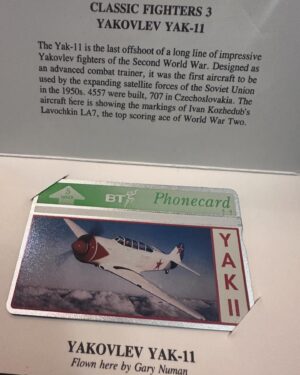 CLASSIC FIGHTERS 3
YAKOVLEV YAK-11
The Yak-11 is the last offshoot of a long line of impressive
Yakovlev fighters of the Second World War. Designed as
an advanced combat trainer, it was the first aircraft to be
used by the expanding satellite forces of the Soviet Union
in the 1950s. 4557 were built, 707 in Czechoslovakia. The
aircraft here is showing the markings of Ivan Kozhedub's
Lavochkin LA7, the top scoring ace of World War Two.
5
BT Phonecard
YAK II
YAKOVLEV YAK-11
Flown here by Gary Numan